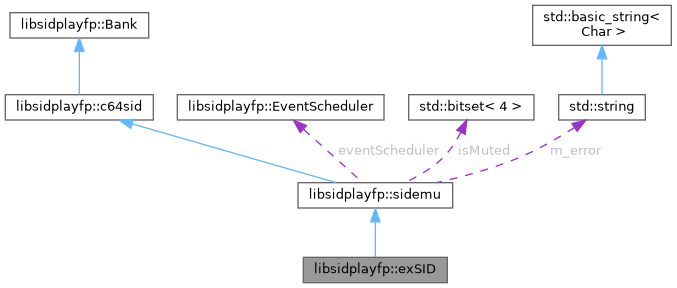 libsidplayfp::Bank
std::basic_string<
Char >
libsidplayfp::c64sid
libsidplayfp::EventScheduler
std::bitset< 4 >
std::string
eventScheduler
isMuted
m_error
libsidplayfp::sidemu
libsidplayfp::exSID